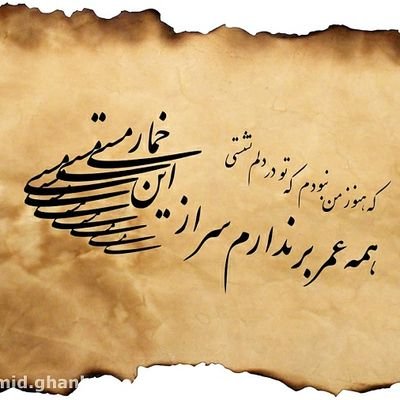 همه عمر برندارم سر از این خمار مستی
که هنوز من نبودم که تو در دلم نشستی
mid.ghan